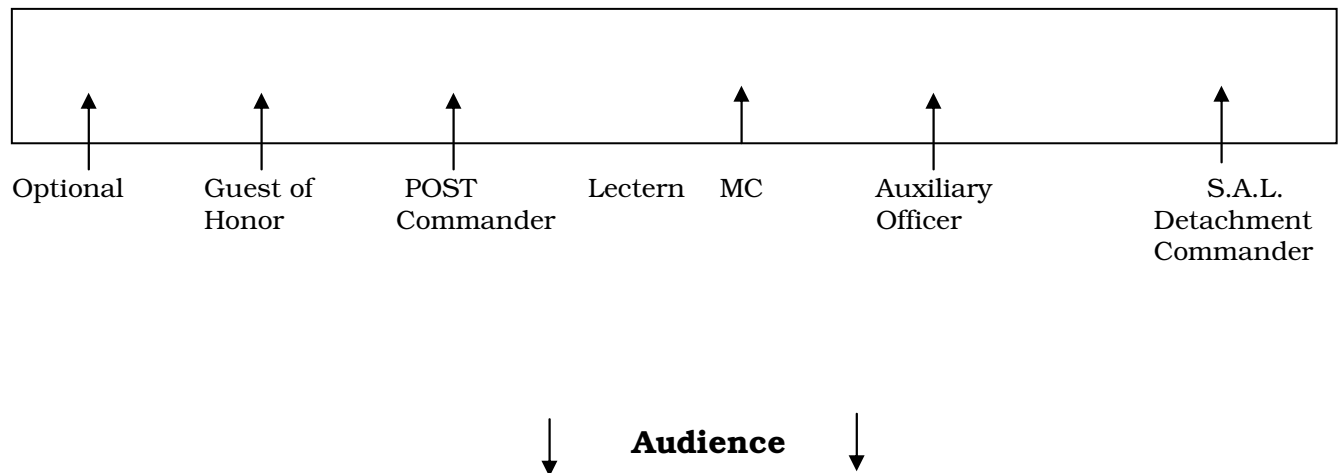 Optional Guest of POST Lectern MC Auxiliary S.A.L.
Honor Commander Officer Detachment
Commander
Audience